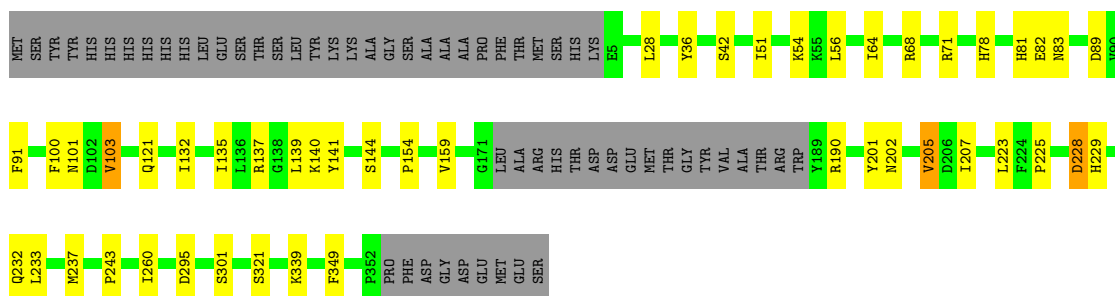 MET SER TYR TYR HIS HIS HIS HIS HIS HIS LEU GLU SER THR SER LEU TYR LYS LYS ALA GLY SER ALA ALA ALA PRO PHE THR MET SER HIS LYS E5 L28 Y36 S42 I51 K54 K55 L56 I64 R68 R71 H78 H81 E82 N83 D89 V90
F91 F100 N101 D102 V103 Q121 I132 I135 L136 R137 G138 L139 K140 Y141 S144 P154 V159 G171 LEU ALA ARG HIS THR ASP ASP GLU MET THR GLY TYR VAL ALA THR ARG TRP Y189 R190 Y201 N202 V205 D206 I207 L223 F224 P225 D228 H229
Q232 L233 M237 P243 I260 D295 S301 S321 K339 F349 P352 PRO PHE ASP GLY ASP GLU MET GLU SER